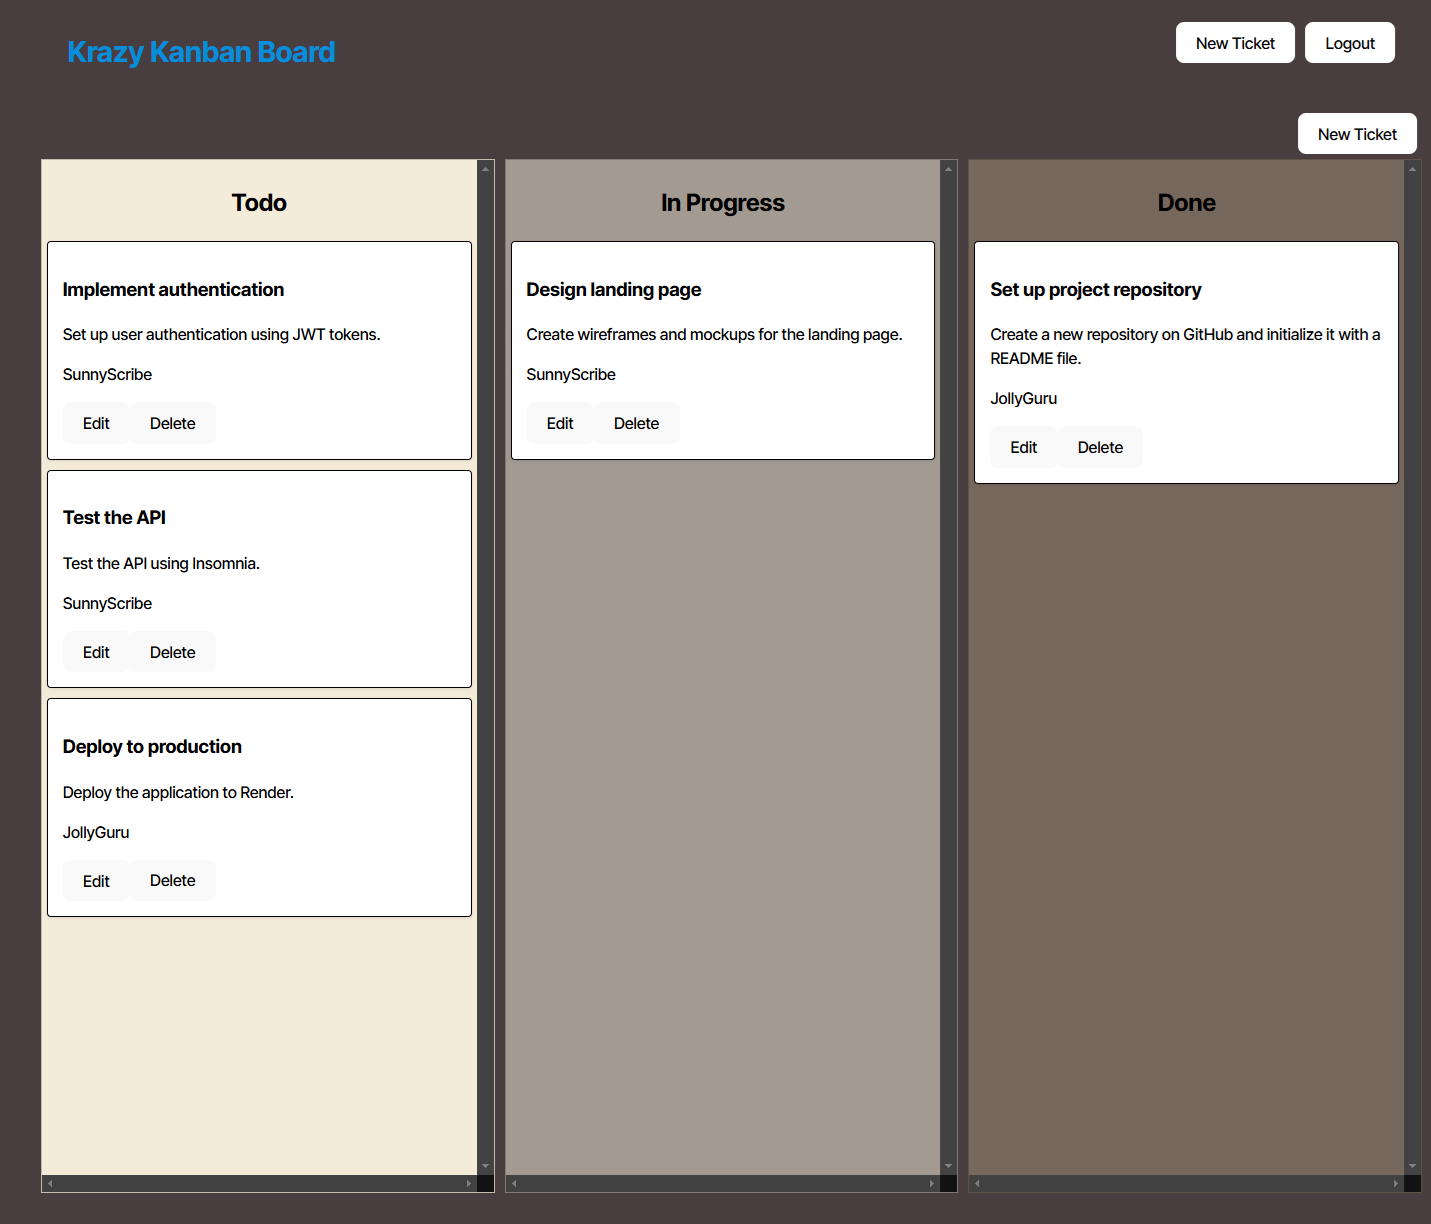 Krazy Kanban Board
New Ticket
Logout
New Ticket
Todo
Implement authentication
Set up user authentication using JWT tokens.
SunnyScribe
Edit
Delete
Test the API
Test the API using Insomnia.
SunnyScribe
Edit
Delete
Deploy to production
Deploy the application to Render.
JollyGuru
Edit
Delete
In Progress
Design landing page
Create wireframes and mockups for the landing page.
SunnyScribe
Edit
Delete
Done
Set up project repository
Create a new repository on GitHub and initialize it with a
README file.
JollyGuru
Edit
Delete